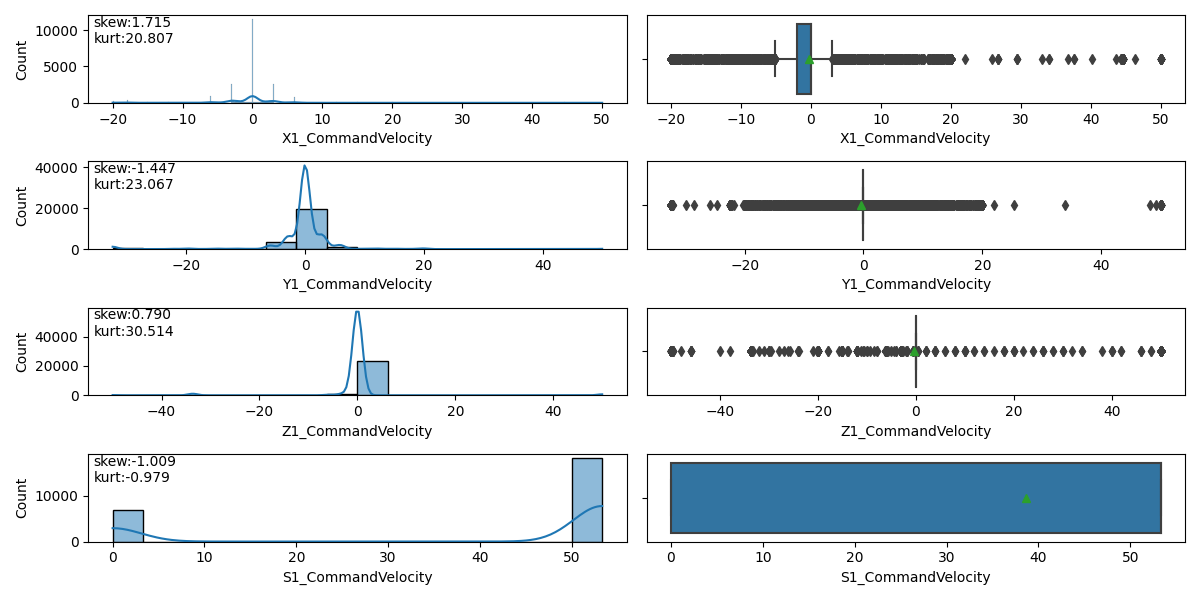 skew:1.715
kurt:20.807
Count
10000
5000
0
−20 −10 0 10 20 30 40 50
X1_CommandVelocity
−20 −10 0 10 20 30 40 50
X1_CommandVelocity
skew:-1.447
kurt:23.067
Count
40000
20000
0
−20 0 20 40
Y1_CommandVelocity
−20 0 20 40
Y1_CommandVelocity
skew:0.790
kurt:30.514
Count
40000
20000
0
−40 −20 0 20 40
Z1_CommandVelocity
−40 −20 0 20 40
Z1_CommandVelocity
skew:-1.009
kurt:-0.979
Count
10000
0
0 10 20 30 40 50
S1_CommandVelocity
0 10 20 30 40 50
S1_CommandVelocity